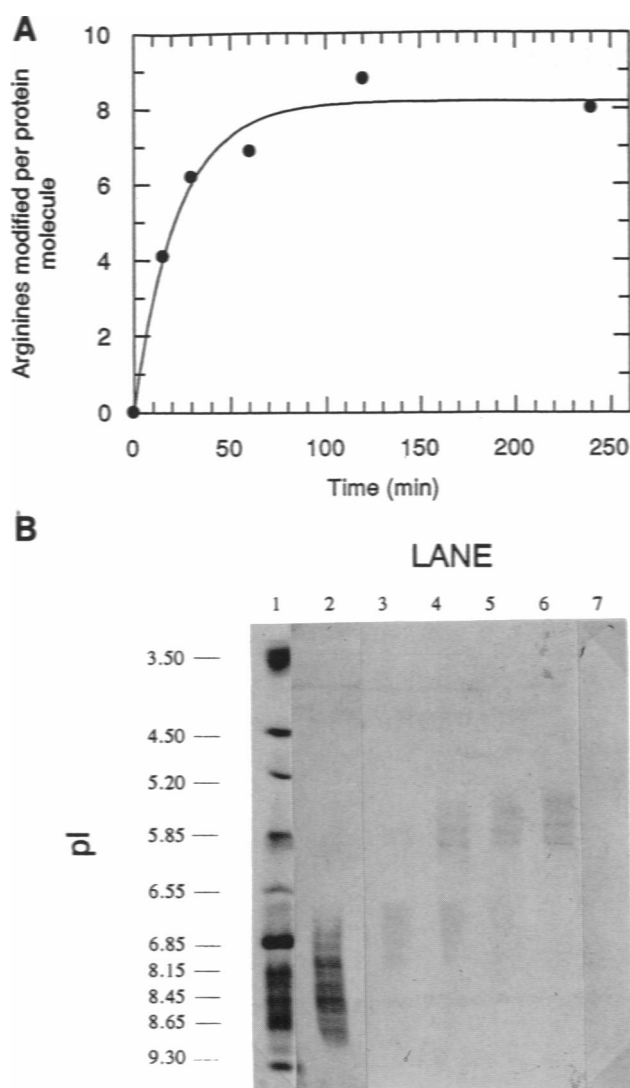 A
10
8
6
4
2
0
Arginines modified per protein
molecule
0 50 100 150 200 250
Time (min)
B
LANE
1 2 3 4 5 6 7
pI
3.50
4.50
5.20
5.85
6.55
6.85
8.15
8.45
8.65
9.30